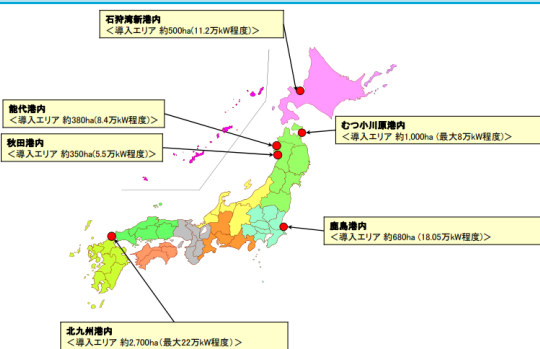 石狩湾新港内
＜導入エリア 約500ha(11.2万kW程度)＞
能代港内
＜導入エリア 約380ha(8.4万kW程度)＞
秋田港内
＜導入エリア 約350ha(5.5万kW程度)＞
むつ小川原港内
＜導入エリア 約1,000ha (最大8万kW程度)＞
鹿島港内
＜導入エリア 約680ha (18.05万kW程度)＞
北九州港内
＜導入エリア 約2,700ha (最大22万kW程度)＞